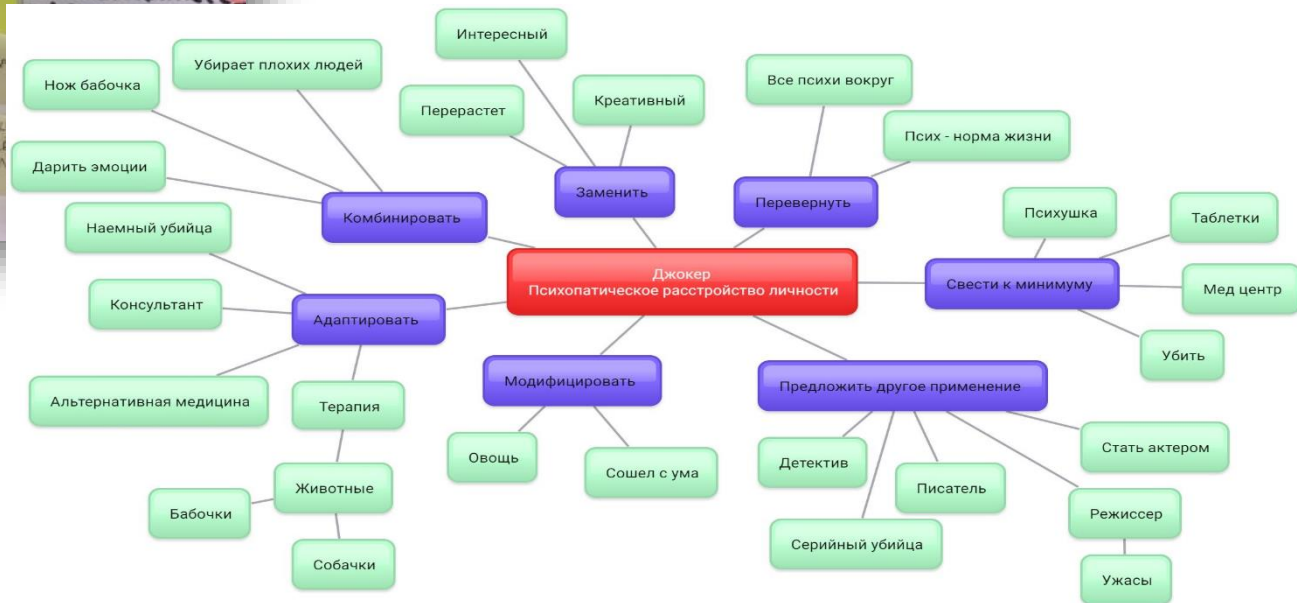 Интересный
Убирает плохих людей
Все психи вокруг
Нож бабочка
Креативный
Перерастет
Псих - норма жизни
Дарить эмоции
Заменить
Перевернуть
Комбинировать
Психушка
Таблетки
Наемный убийца
Джокер
Психопатическое расстройство личности
Свести к минимуму
Мед центр
Консультант
Адаптировать
Убить
Модифицировать
Предложить другое применение
Альтернативная медицина
Терапия
Овощь
Сошел с ума
Детектив
Стать актером
Животные
Писатель
Бабочки
Режиссер
Серийный убийца
Собачки
Ужасы